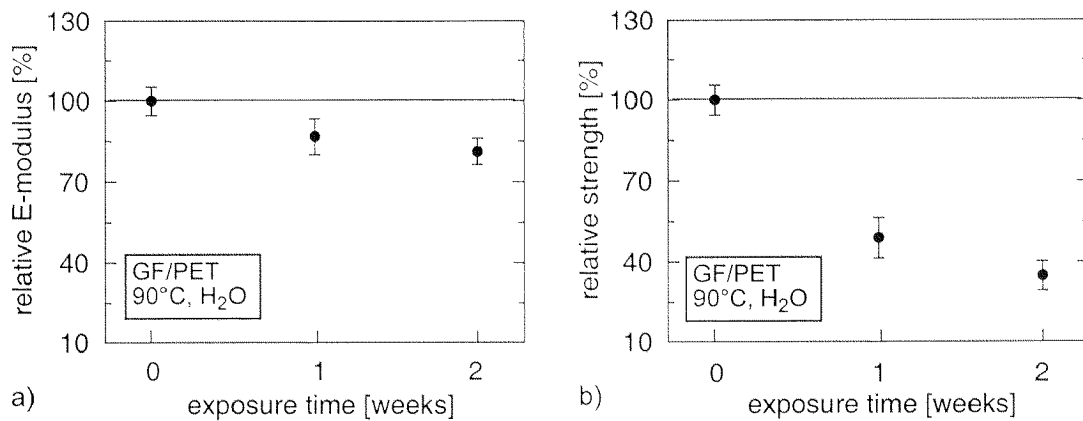 relative E-modulus [%]
130
100
70
40
10
GF/PET
90°C, H₂O
0 1 2
a) exposure time [weeks]
relative strength [%]
130
100
70
40
10
GF/PET
90°C, H₂O
0 1 2
b) exposure time [weeks]